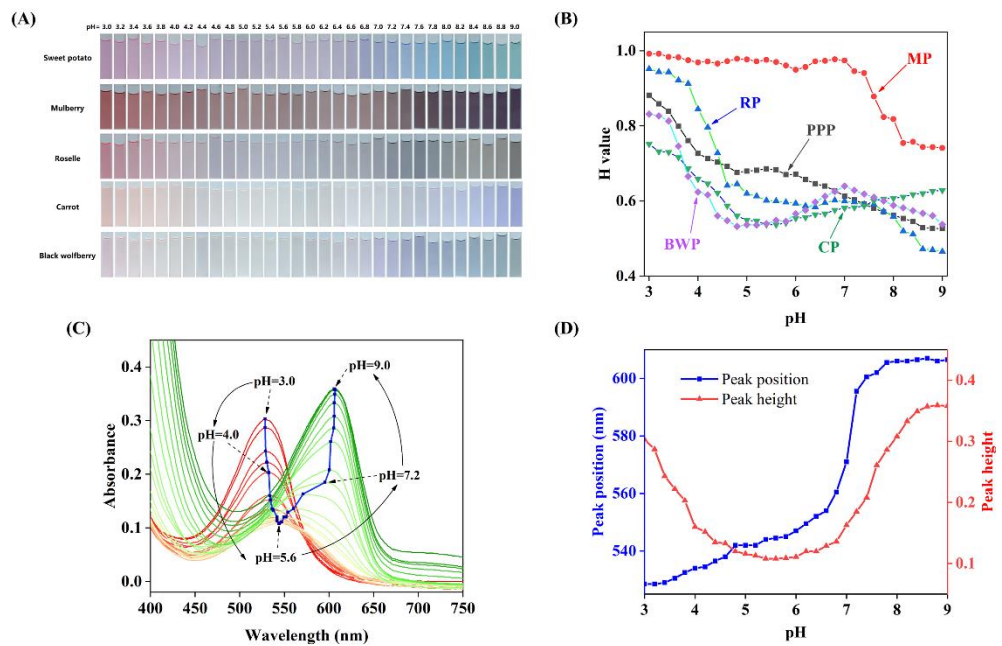 (A)
pH= 3.0 3.2 3.4 3.6 3.8 4.0 4.2 4.4 4.6 4.8 5.0 5.2 5.4 5.6 5.8 6.0 6.2 6.4 6.6 6.8 7.0 7.2 7.4 7.6 7.8 8.0 8.2 8.4 8.6 8.8 9.0
Sweet potato
Mulberry
Roselle
Carrot
Black wolfberry
(B)
H value
1.0
0.8
0.6
0.4
MP
RP
PPP
BWP
CP
3 4 5 6 7 8 9
pH
(C)
Absorbance
0.4
0.3
0.2
0.1
0.0
pH=3.0
pH=9.0
pH=4.0
pH=7.2
pH=5.6
400 450 500 550 600 650 700 750
Wavelength (nm)
(D)
Peak position (nm)
600
580
560
540
Peak position
Peak height
0.4
0.3
0.2
0.1
Peak height
3 4 5 6 7 8 9
pH